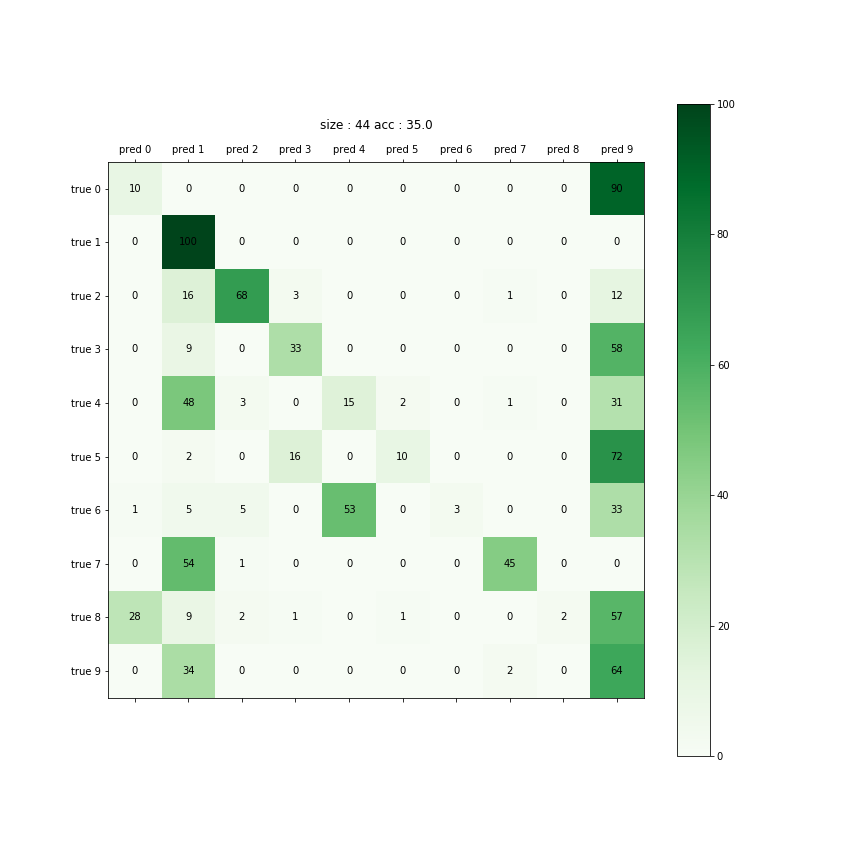 size : 44 acc : 35.0
pred 0 pred 1 pred 2 pred 3 pred 4 pred 5 pred 6 pred 7 pred 8 pred 9
true 0 10 0 0 0 0 0 0 0 0 90
true 1 0 100 0 0 0 0 0 0 0 0
true 2 0 16 68 3 0 0 0 1 0 12
true 3 0 9 0 33 0 0 0 0 0 58
true 4 0 48 3 0 15 2 0 1 0 31
true 5 0 2 0 16 0 10 0 0 0 72
true 6 1 5 5 0 53 0 3 0 0 33
true 7 0 54 1 0 0 0 0 45 0 0
true 8 28 9 2 1 0 1 0 0 2 57
true 9 0 34 0 0 0 0 0 2 0 64
100
80
60
40
20
0